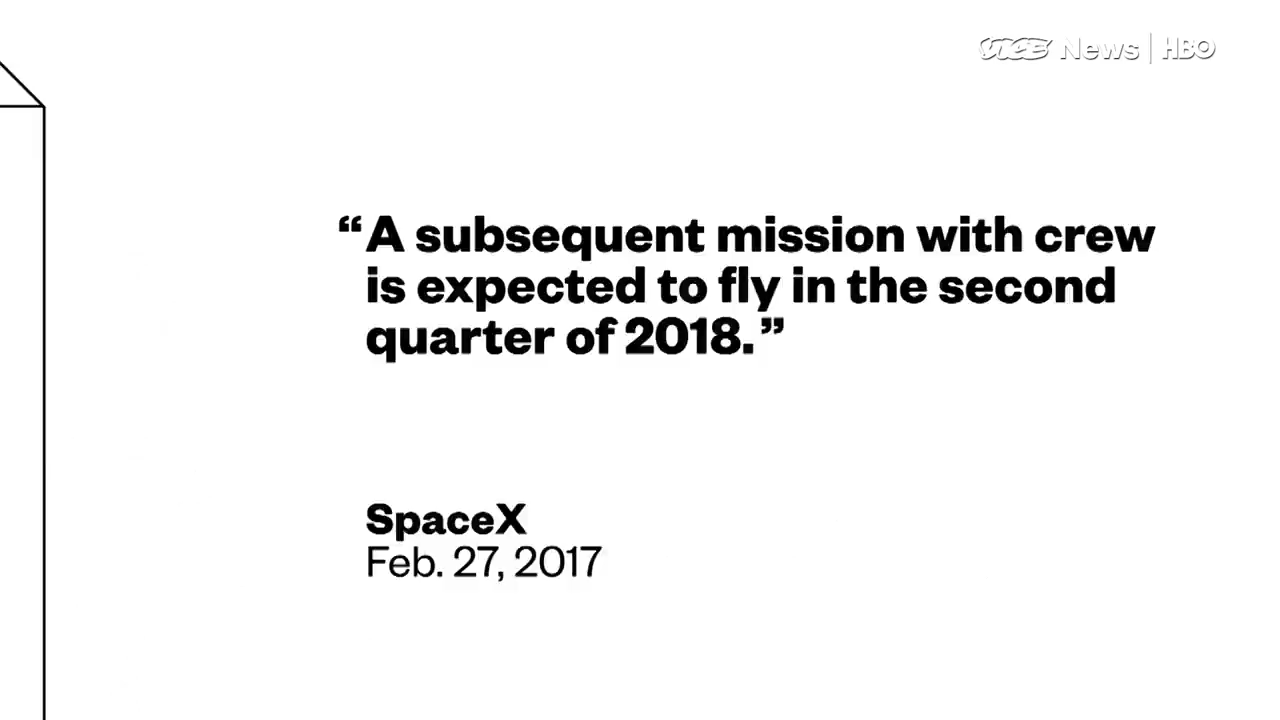 VICE News | HBO
“A subsequent mission with crew
is expected to fly in the second
quarter of 2018.”
SpaceX
Feb. 27, 2017